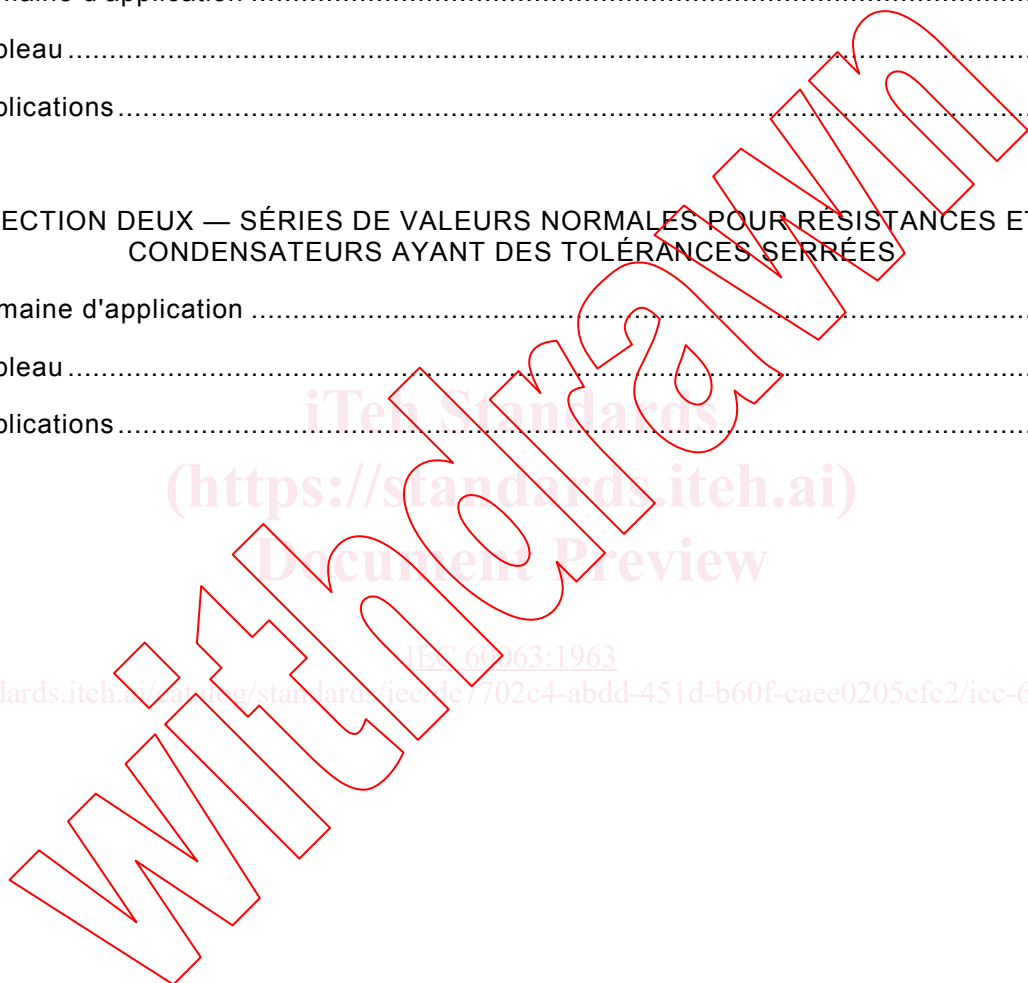 maine d'application
bleau
plications
ECTION DEUX — SÉRIES DE VALEURS NORMALES POUR RÉSISTANCES ET
CONDENSATEURS AYANT DES TOLÉRANCES SERRÉES
maine d'application
bleau
plications
iTeh Standards
(https://standards.iteh.ai)
Document Preview
IEC 60063:1963
dards.iteh.ai/catalog/standards/iec/de7702c4-abdd-451d-b60f-caee0205efc2/iec-6
withdrawn